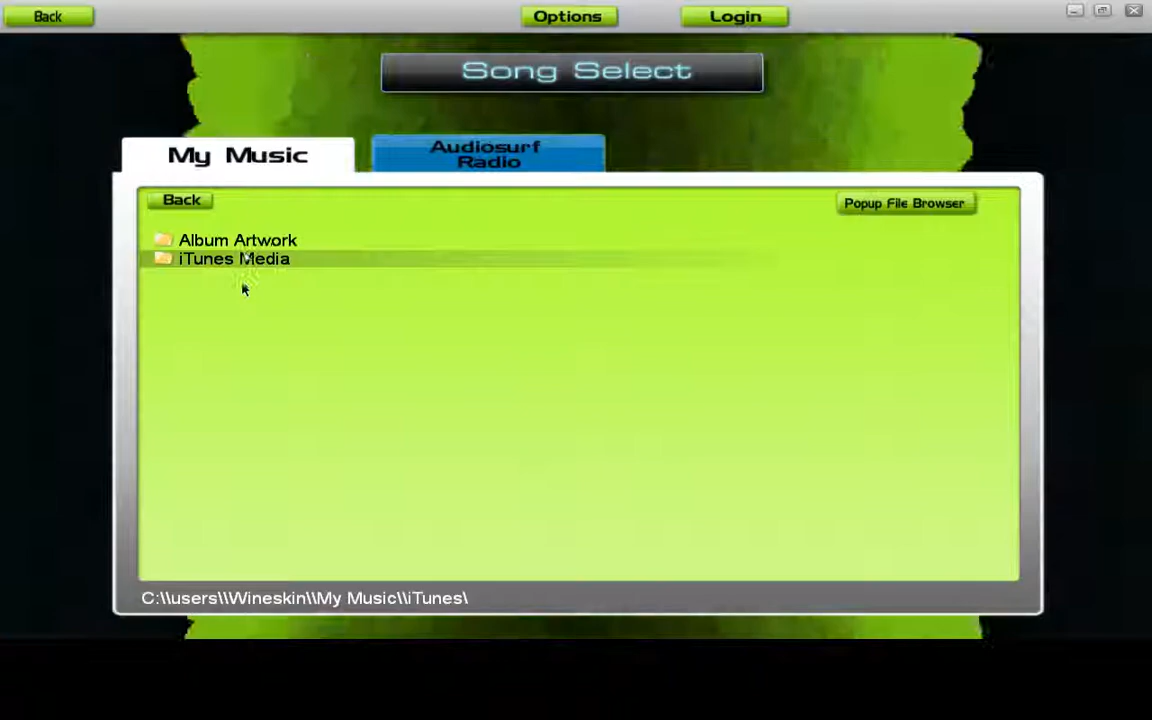 Back
Options
Login
Song Select
My Music
Audiosurf
Radio
Back
Popup File Browser
Album Artwork
iTunes Media
C:\\users\\Wineskin\\My Music\\iTunes\